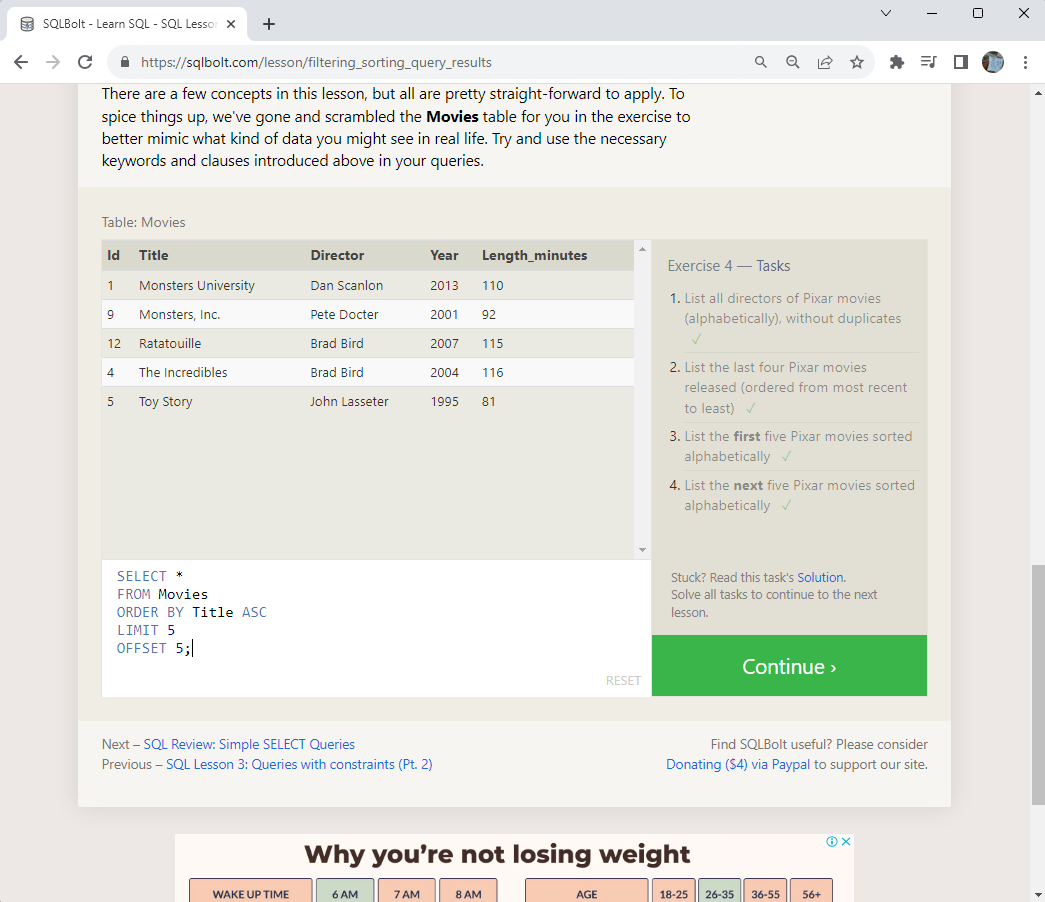 SQLBolt - Learn SQL - SQL Lesson
https://sqlbolt.com/lesson/filtering_sorting_query_results
There are a few concepts in this lesson, but all are pretty straight-forward to apply. To
spice things up, we've gone and scrambled the Movies table for you in the exercise to
better mimic what kind of data you might see in real life. Try and use the necessary
keywords and clauses introduced above in your queries.
Table: Movies
Id Title Director Year Length_minutes
1 Monsters University Dan Scanlon 2013 110
9 Monsters, Inc. Pete Docter 2001 92
12 Ratatouille Brad Bird 2007 115
4 The Incredibles Brad Bird 2004 116
5 Toy Story John Lasseter 1995 81
SELECT *
FROM Movies
ORDER BY Title ASC
LIMIT 5
OFFSET 5;
RESET
Exercise 4 — Tasks
1. List all directors of Pixar movies
(alphabetically), without duplicates
✓
2. List the last four Pixar movies
released (ordered from most recent
to least) ✓
3. List the first five Pixar movies sorted
alphabetically ✓
4. List the next five Pixar movies sorted
alphabetically ✓
Stuck? Read this task's Solution.
Solve all tasks to continue to the next
lesson.
Continue ›
Next – SQL Review: Simple SELECT Queries
Previous – SQL Lesson 3: Queries with constraints (Pt. 2)
Find SQLBolt useful? Please consider
Donating ($4) via Paypal to support our site.
Why you're not losing weight
WAKE UP TIME 6 AM 7 AM 8 AM AGE 18-25 26-35 36-55 56+